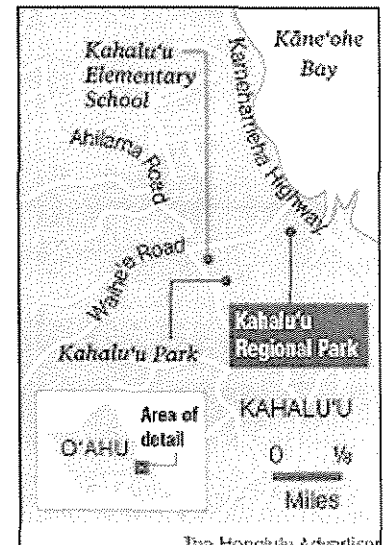 Kahalu'u
Elementary
School
Kāne'ohe
Bay
Kamehameha Highway
Ahilama Road
Waihe'e Road
Kahalu'u Park
Kahalu'u
Regional Park
KAHALU'U
O'AHU
Area of
detail
0 ⅛
Miles
The Honolulu Advertiser